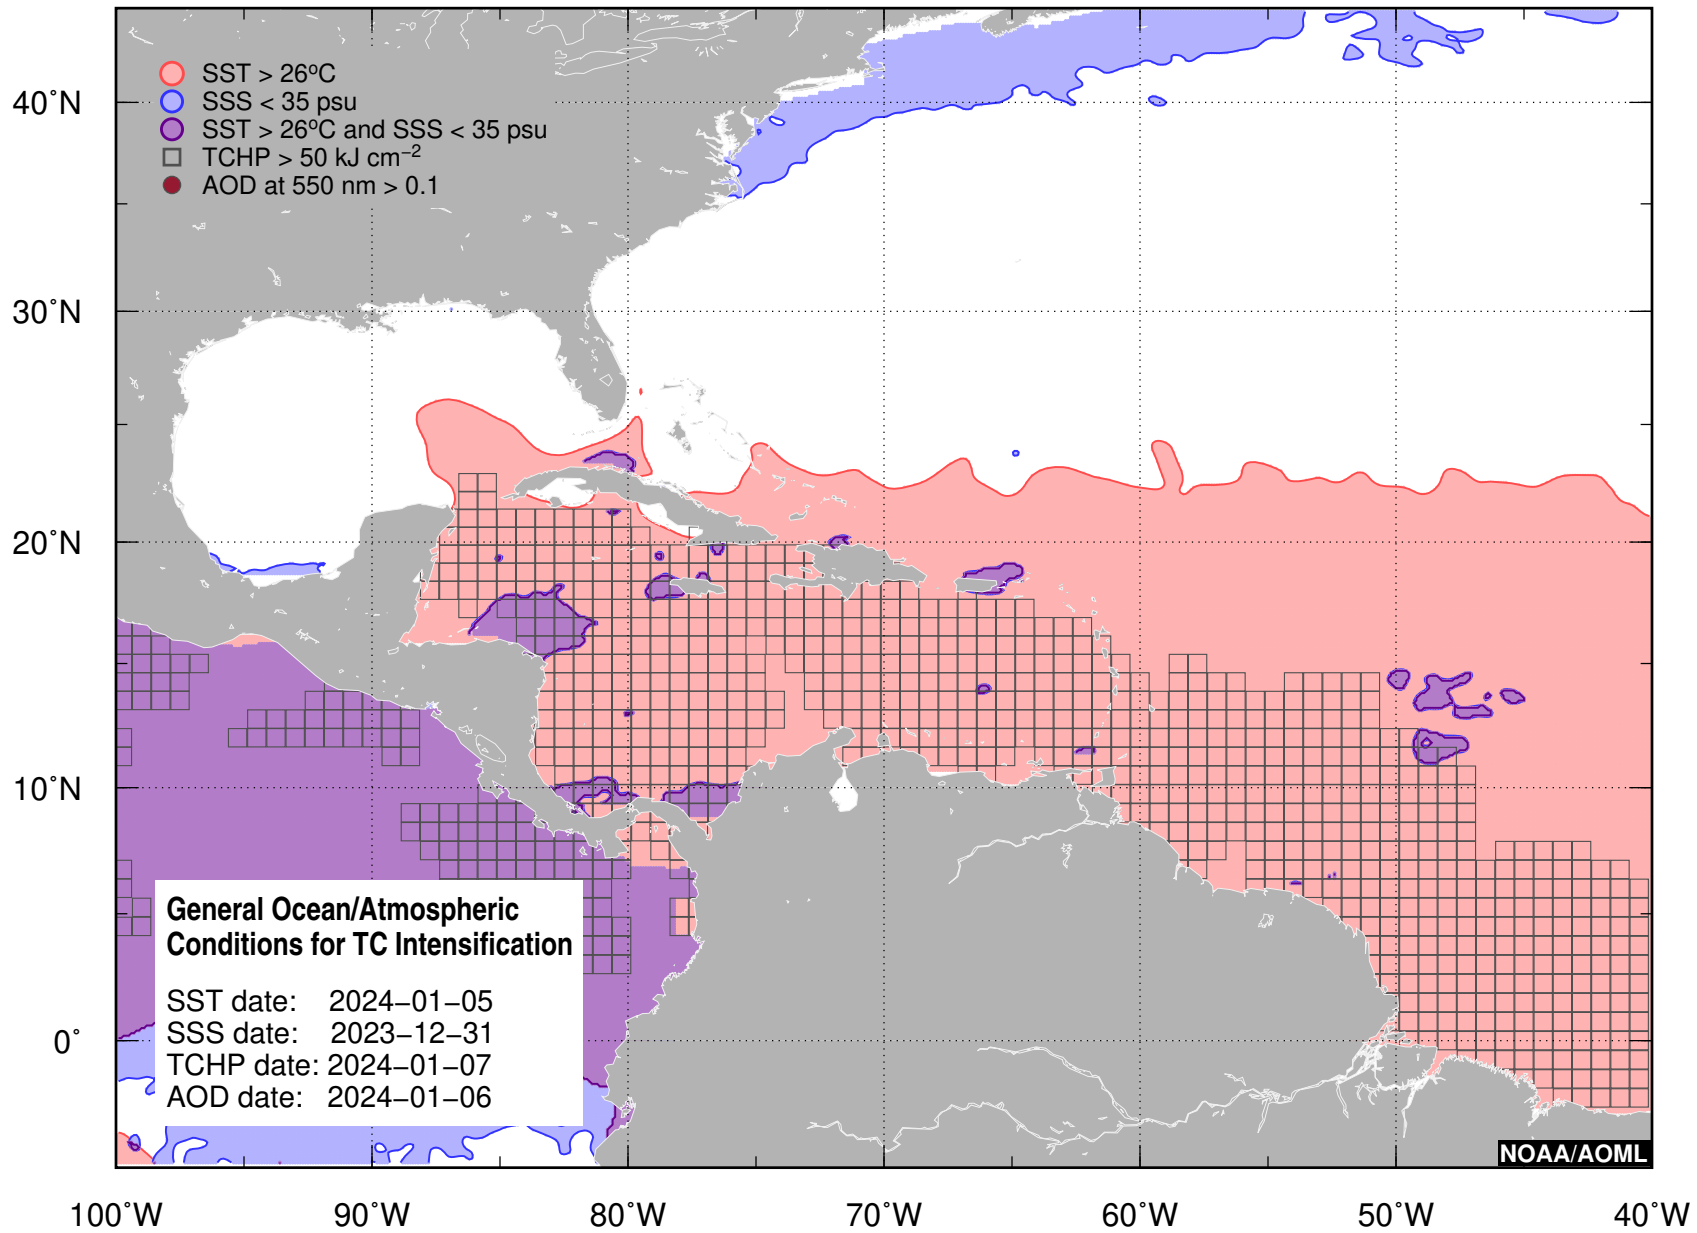 SST > 26°C
SSS < 35 psu
SST > 26°C and SSS < 35 psu
TCHP > 50 kJ cm⁻²
AOD at 550 nm > 0.1
40°N
30°N
20°N
10°N
0°
General Ocean/Atmospheric
Conditions for TC Intensification
SST date: 2024−01−05
SSS date: 2023−12−31
TCHP date: 2024−01−07
AOD date: 2024−01−06
NOAA/AOML
100°W 90°W 80°W 70°W 60°W 50°W 40°W